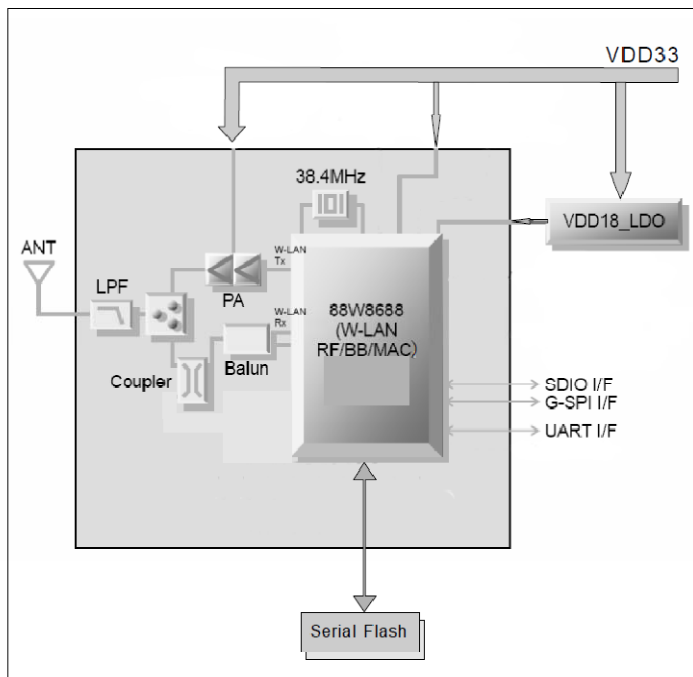 VDD33
38.4MHz
VDD18_LDO
ANT
W-LAN
Tx
LPF
PA
W-LAN
Rx
88W8688
(W-LAN
RF/BB/MAC)
Coupler
Balun
SDIO I/F
G-SPI I/F
UART I/F
Serial Flash